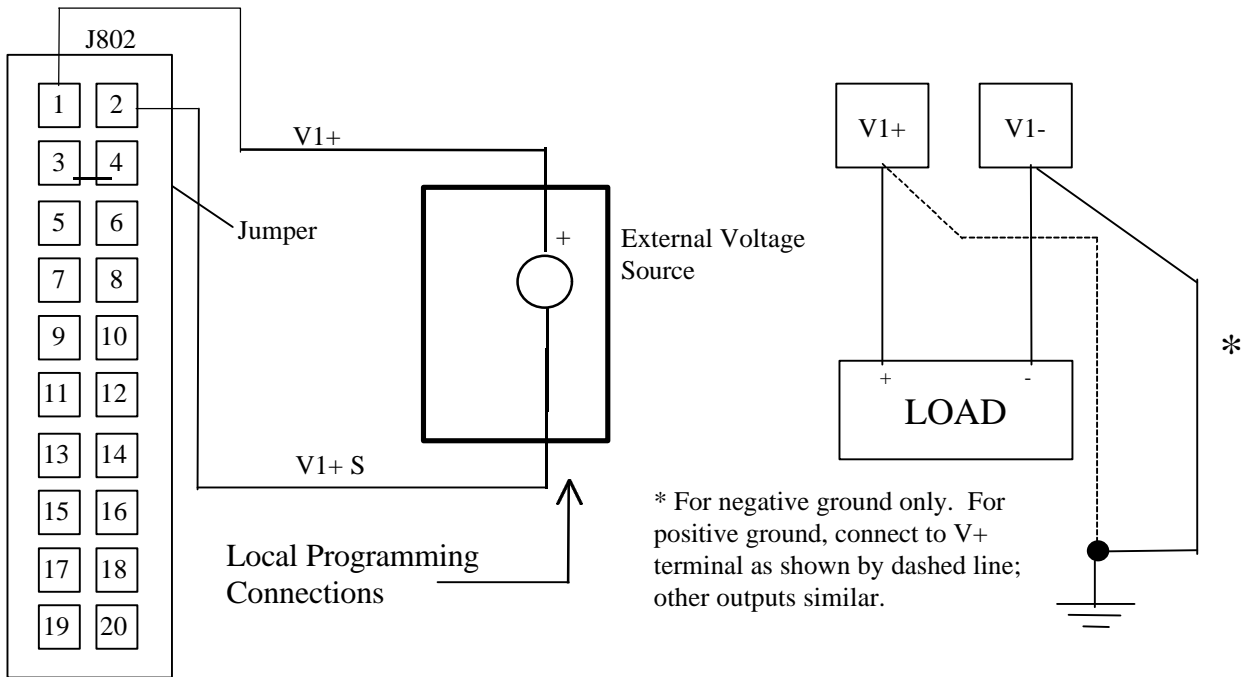 J802
1 2
3 4
5 6
7 8
9 10
11 12
13 14
15 16
17 18
19 20
Jumper
V1+
+
External Voltage
Source
V1+ S
Local Programming
Connections
V1+ V1-
+ -
LOAD
*
* For negative ground only. For
positive ground, connect to V+
terminal as shown by dashed line;
other outputs similar.